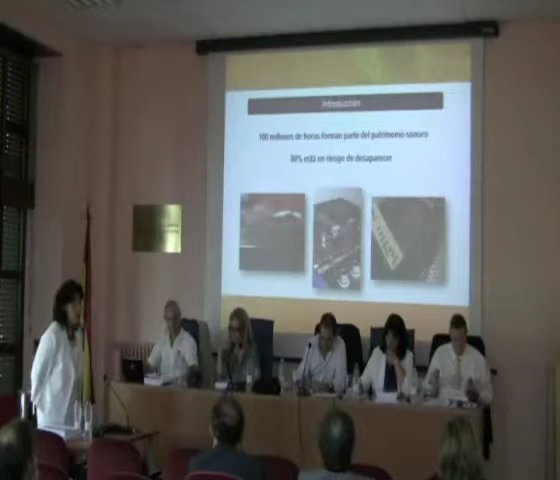 Introducción
100 millones de horas forman parte del patrimonio sonoro
80% está en riesgo de desaparecer